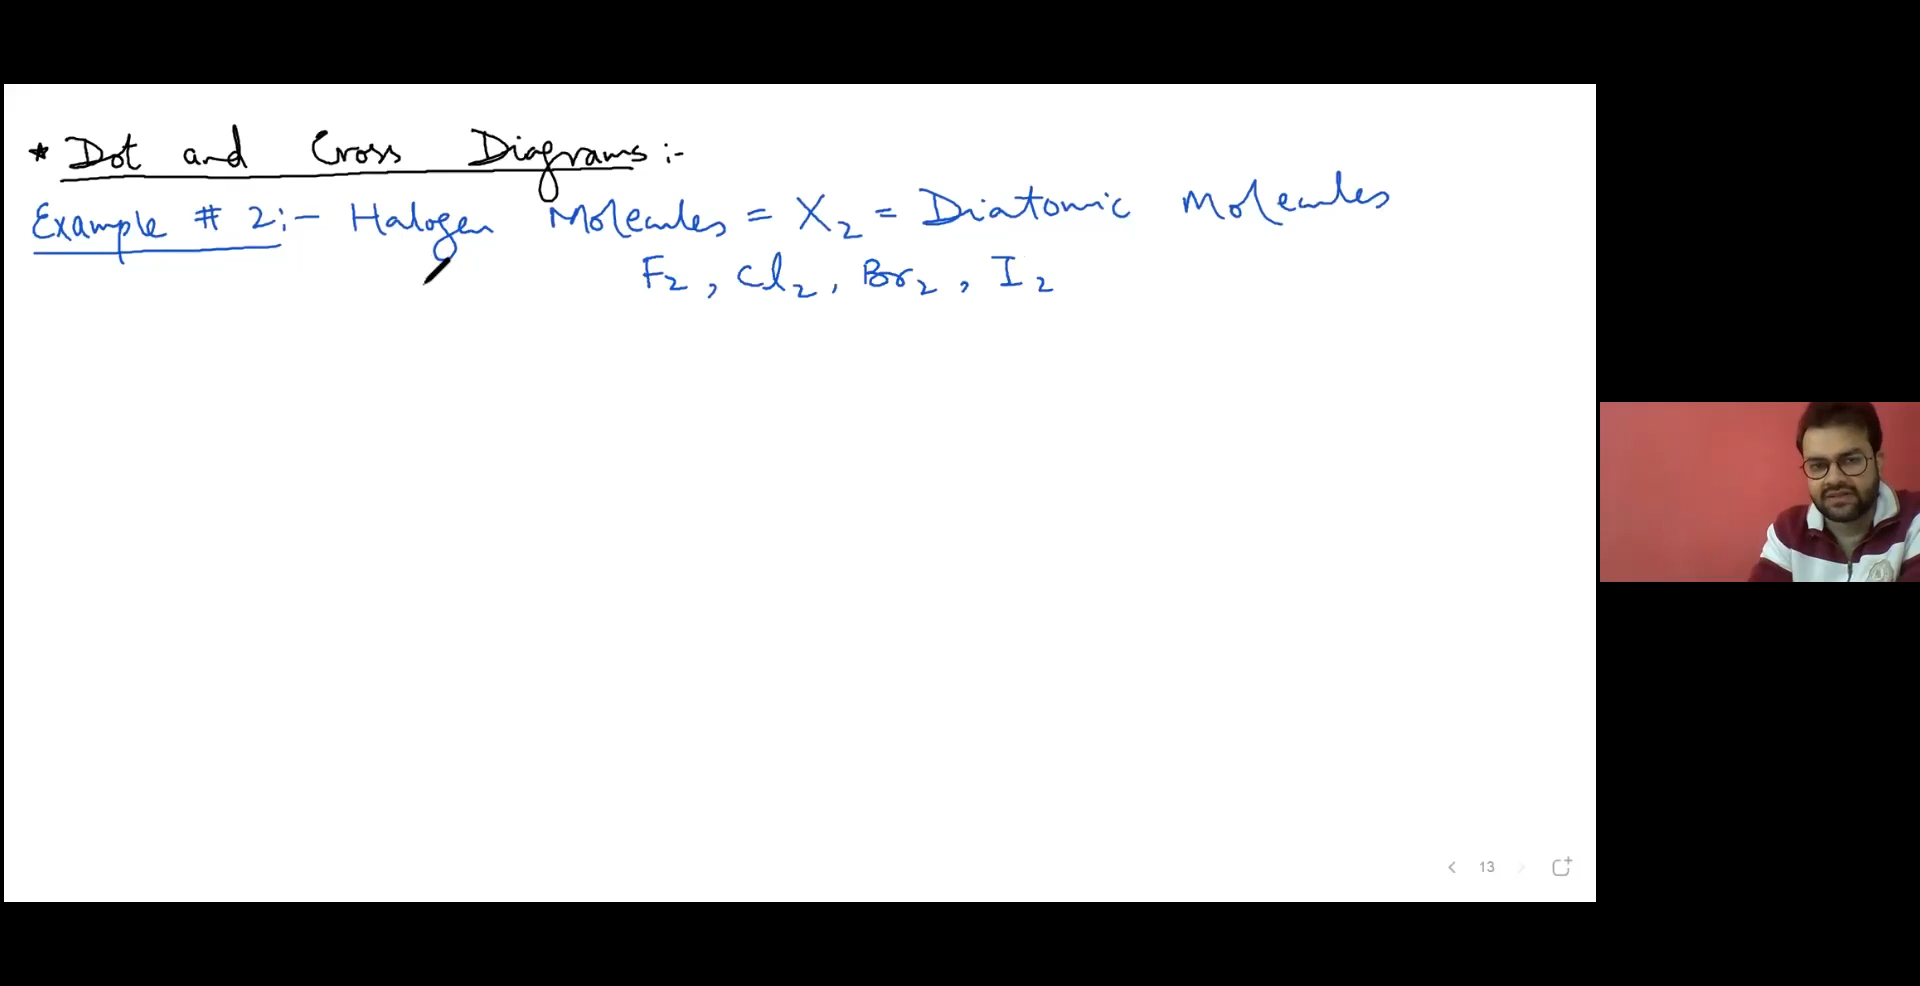 * Dot and Cross Diagrams :-
Example # 2 :- Halogen Molecules = X₂ = Diatomic Molecules
F₂ , Cl₂ , Br₂ , I₂
< 13 >